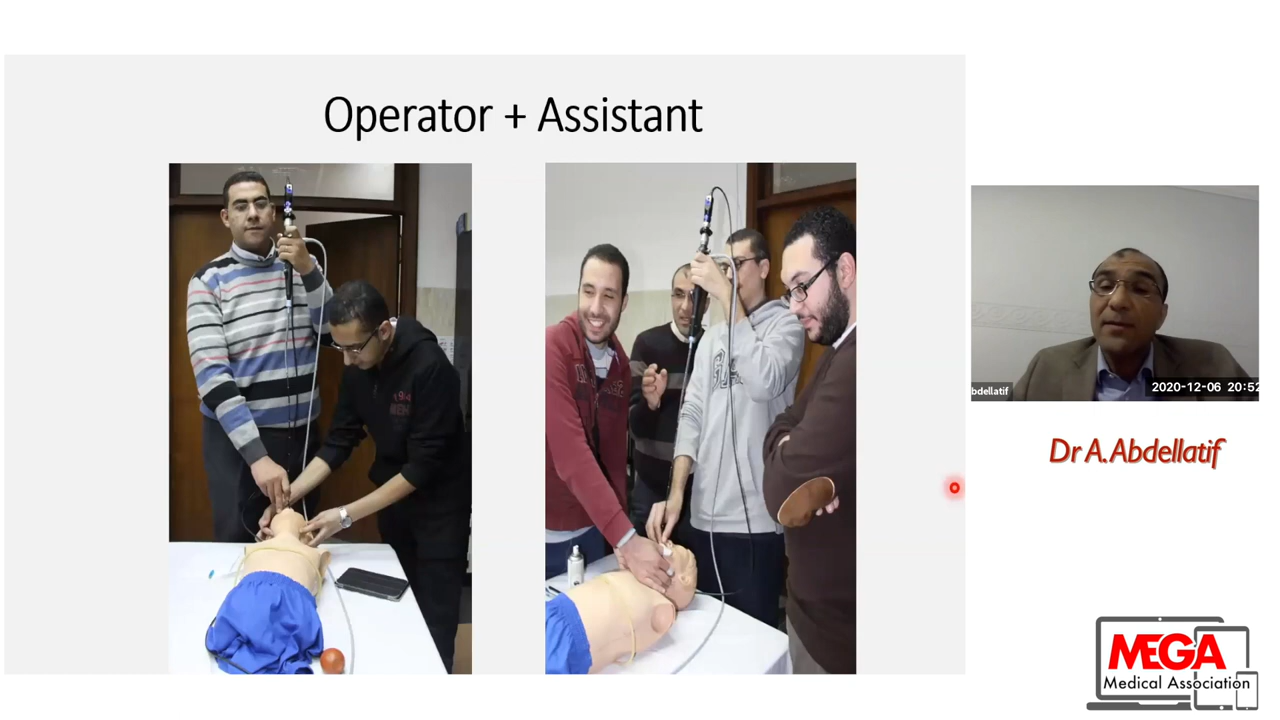 Operator + Assistant
bdellatif
2020-12-06 20:52
Dr A.Abdellatif
MEGA
Medical Association